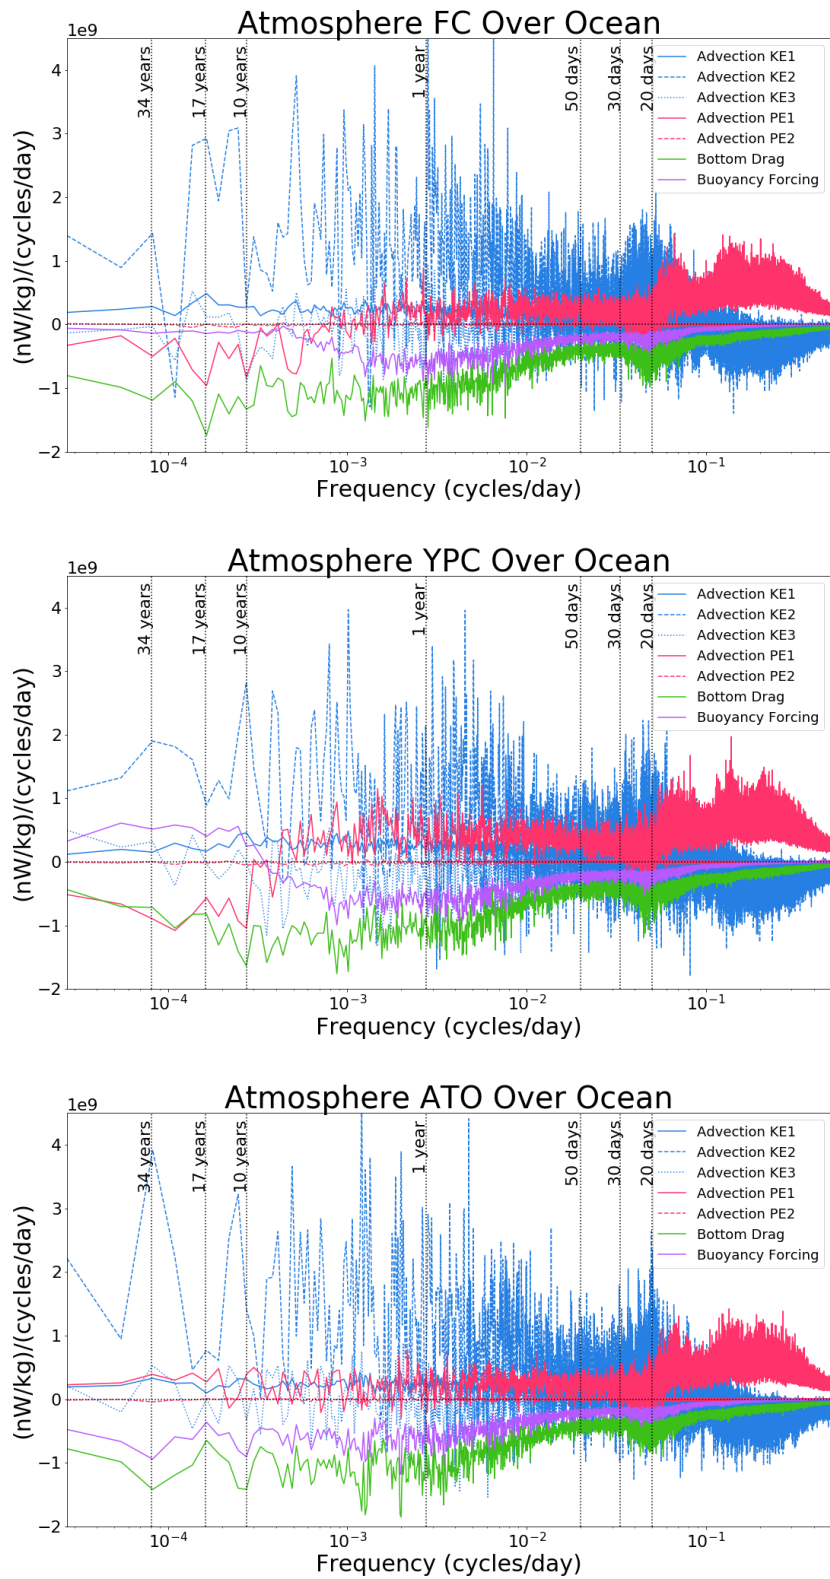 Atmosphere FC Over Ocean
1e9
34 years
17 years
10 years
1 year
50 days
30 days
20 days
Advection KE1
Advection KE2
Advection KE3
Advection PE1
Advection PE2
Bottom Drag
Buoyancy Forcing
4
3
2
1
0
−1
−2
(nW/kg)/(cycles/day)
10⁻⁴
10⁻³
10⁻²
10⁻¹
Frequency (cycles/day)
Atmosphere YPC Over Ocean
1e9
34 years
17 years
10 years
1 year
50 days
30 days
20 days
Advection KE1
Advection KE2
Advection KE3
Advection PE1
Advection PE2
Bottom Drag
Buoyancy Forcing
4
3
2
1
0
−1
−2
(nW/kg)/(cycles/day)
10⁻⁴
10⁻³
10⁻²
10⁻¹
Frequency (cycles/day)
Atmosphere ATO Over Ocean
1e9
34 years
17 years
10 years
1 year
50 days
30 days
20 days
Advection KE1
Advection KE2
Advection KE3
Advection PE1
Advection PE2
Bottom Drag
Buoyancy Forcing
4
3
2
1
0
−1
−2
(nW/kg)/(cycles/day)
10⁻⁴
10⁻³
10⁻²
10⁻¹
Frequency (cycles/day)